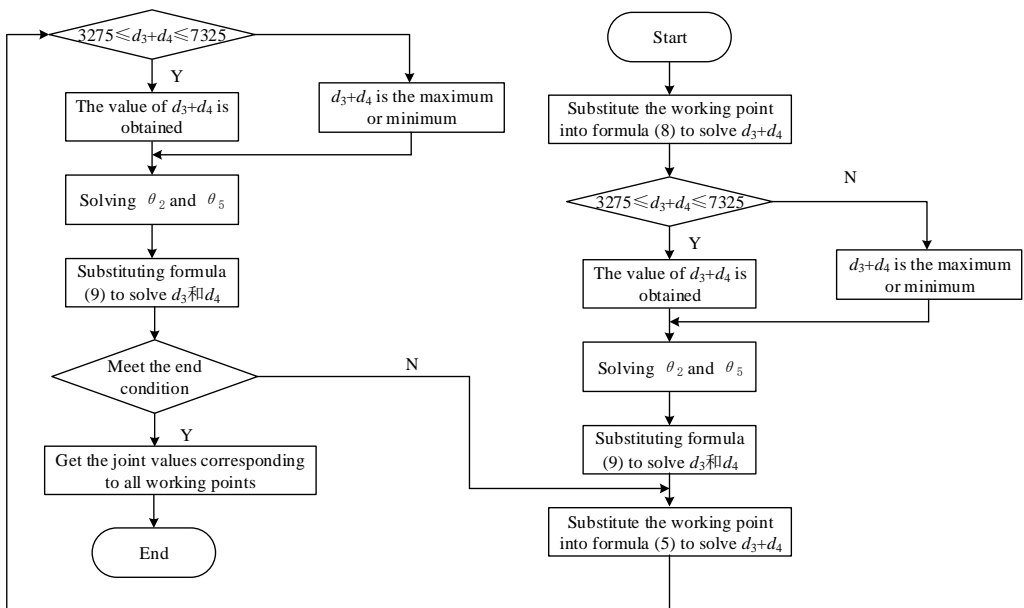 3275≤d3+d4≤7325
Y
The value of d3+d4 is
obtained
d3+d4 is the maximum
or minimum
Solving θ2 and θ5
Substituting formula
(9) to solve d3和d4
Meet the end
condition
N
Y
Get the joint values corresponding
to all working points
End
Start
Substitute the working point
into formula (8) to solve d3+d4
N
3275≤d3+d4≤7325
Y
The value of d3+d4 is
obtained
d3+d4 is the maximum
or minimum
Solving θ2 and θ5
Substituting formula
(9) to solve d3和d4
Substitute the working point
into formula (5) to solve d3+d4